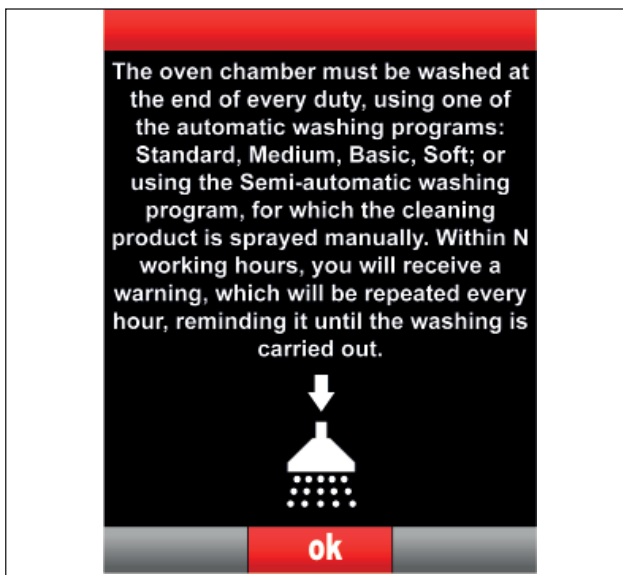 The oven chamber must be washed at
the end of every duty, using one of
the automatic washing programs:
Standard, Medium, Basic, Soft; or
using the Semi-automatic washing
program, for which the cleaning
product is sprayed manually. Within N
working hours, you will receive a
warning, which will be repeated every
hour, reminding it until the washing is
carried out.
ok